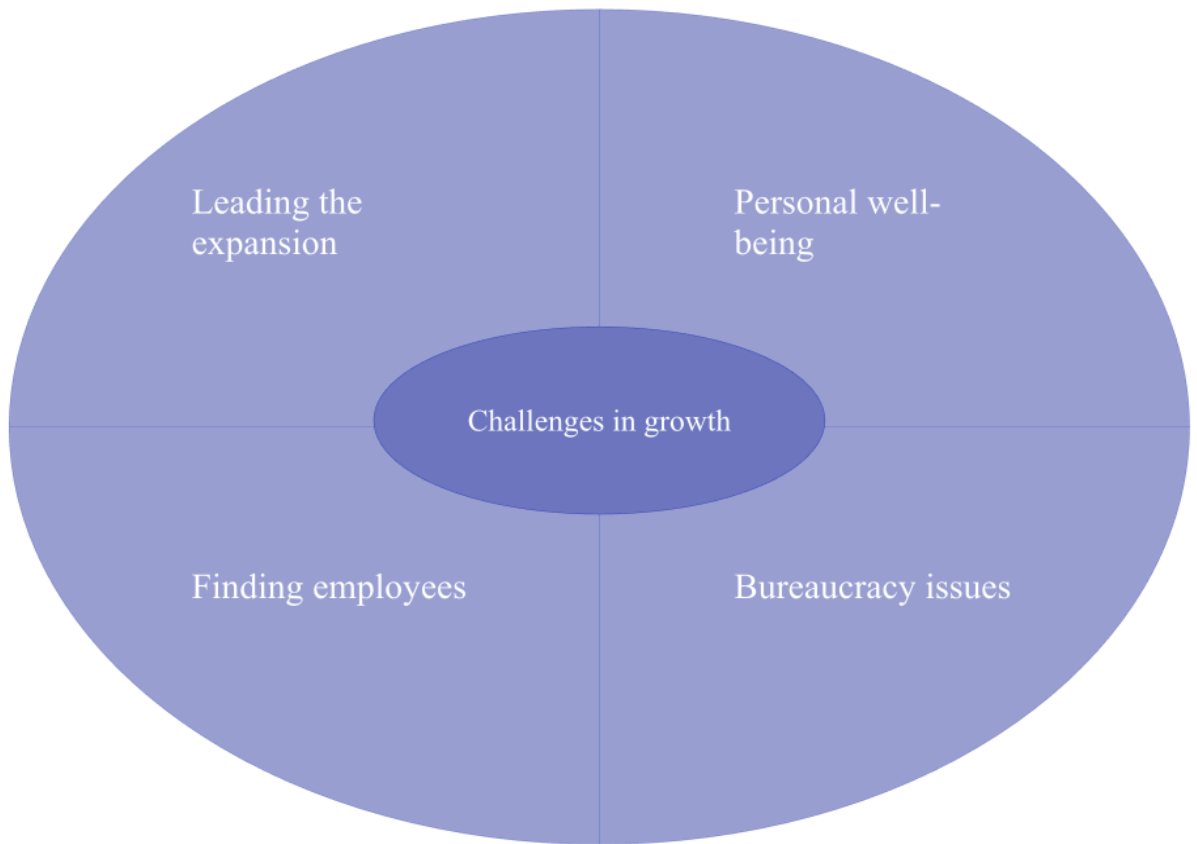 Leading the
expansion
Personal well-
being
Challenges in growth
Finding employees
Bureaucracy issues